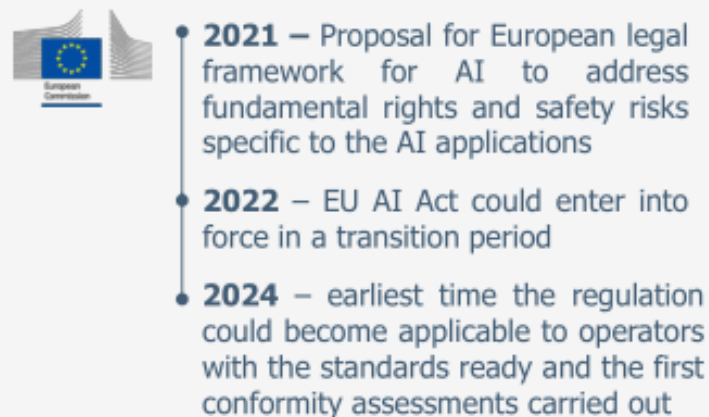 European
Commission
2021 – Proposal for European legal
framework for AI to address
fundamental rights and safety risks
specific to the AI applications
2022 – EU AI Act could enter into
force in a transition period
2024 – earliest time the regulation
could become applicable to operators
with the standards ready and the first
conformity assessments carried out